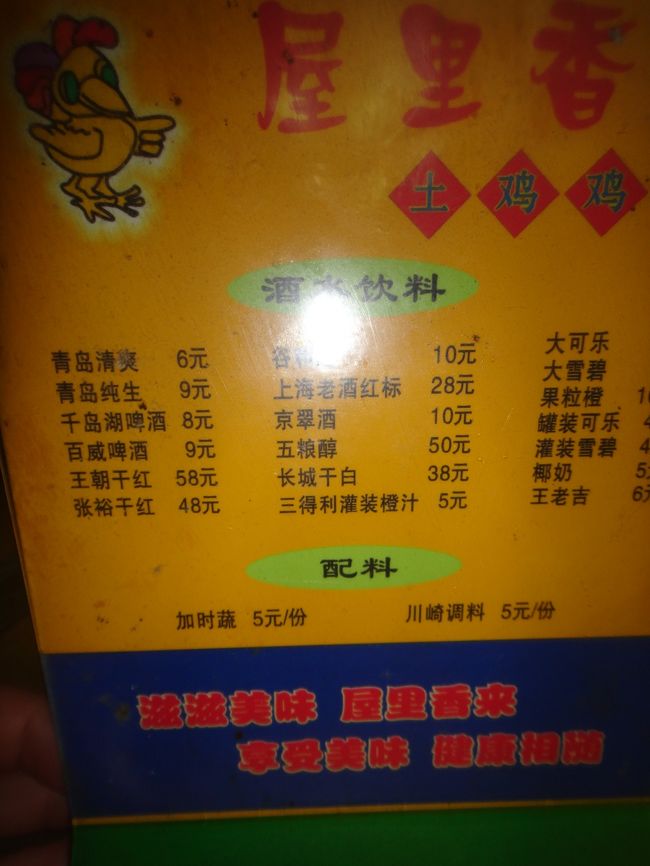 屋里香
土鸡鸡
酒水饮料
青岛清爽 6元
青岛纯生 9元
千岛湖啤酒 8元
百威啤酒 9元
王朝干红 58元
张裕干红 48元
10元
上海老酒红标 28元
京翠酒 10元
五粮醇 50元
长城干白 38元
三得利灌装橙汁 5元
大可乐
大雪碧
果粒橙
罐装可乐
灌装雪碧
椰奶
王老吉
配料
加时蔬 5元/份
川崎调料 5元/份
滋滋美味 屋里香来
享受美味 健康相随